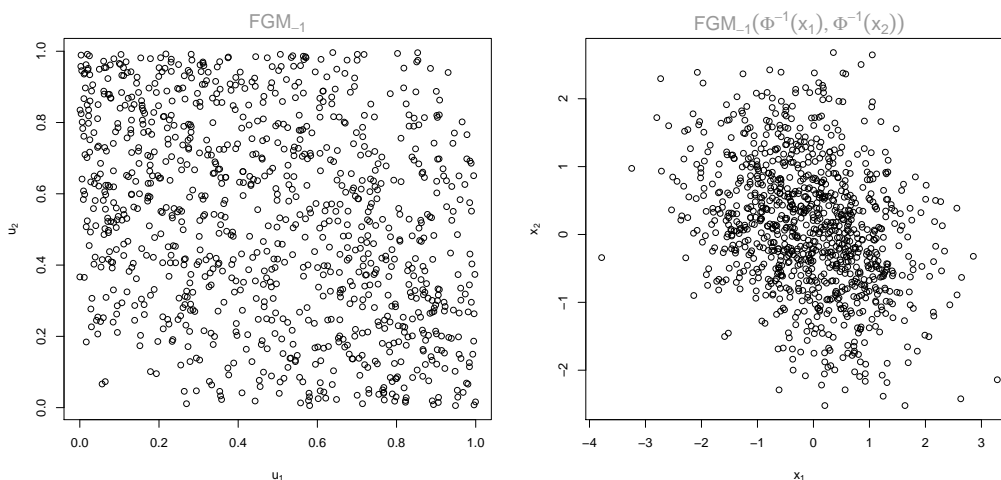 FGM₋₁
1.0
0.8
0.6
0.4
0.2
0.0
u₂
0.0 0.2 0.4 0.6 0.8 1.0
u₁
FGM₋₁(Φ⁻¹(x₁), Φ⁻¹(x₂))
2
1
0
−1
−2
x₂
−4 −3 −2 −1 0 1 2 3
x₁